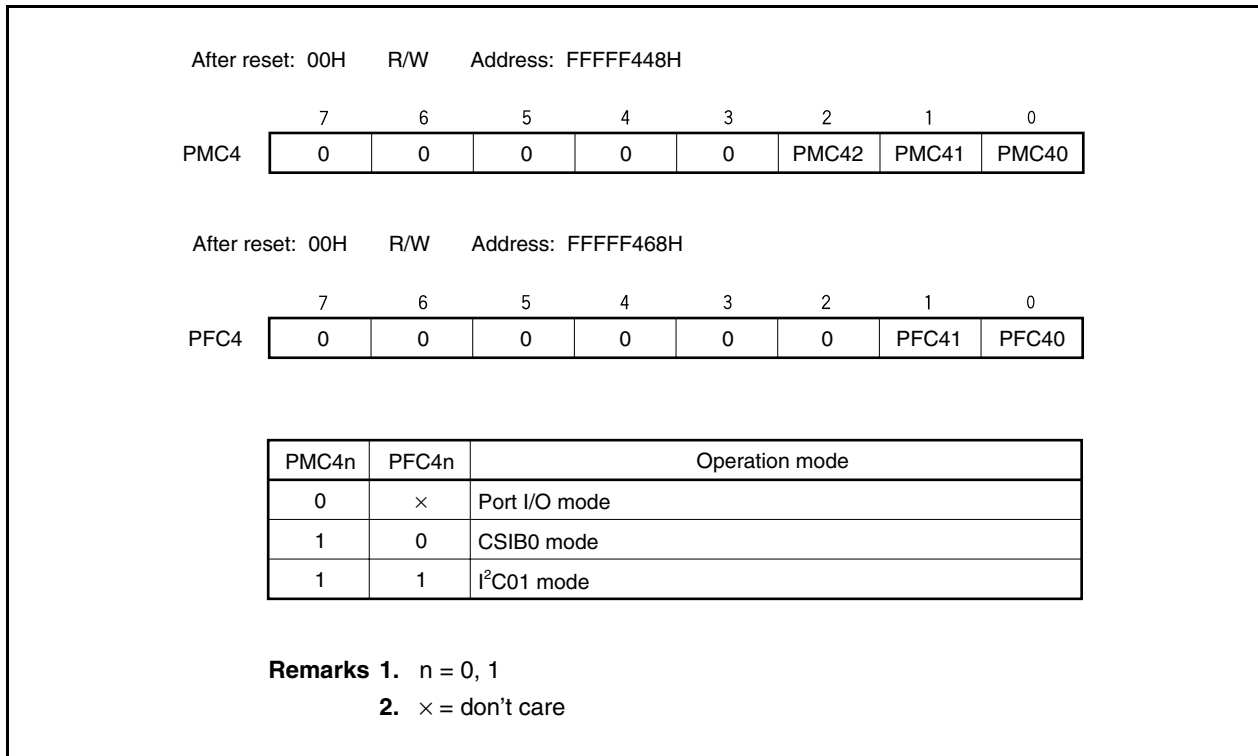 After reset: 00H R/W Address: FFFFF448H
7 6 5 4 3 2 1 0
PMC4 0 0 0 0 0 PMC42 PMC41 PMC40
After reset: 00H R/W Address: FFFFF468H
7 6 5 4 3 2 1 0
PFC4 0 0 0 0 0 0 PFC41 PFC40
PMC4n PFC4n Operation mode
0 × Port I/O mode
1 0 CSIB0 mode
1 1 I²C01 mode
Remarks 1. n = 0, 1
2. × = don't care